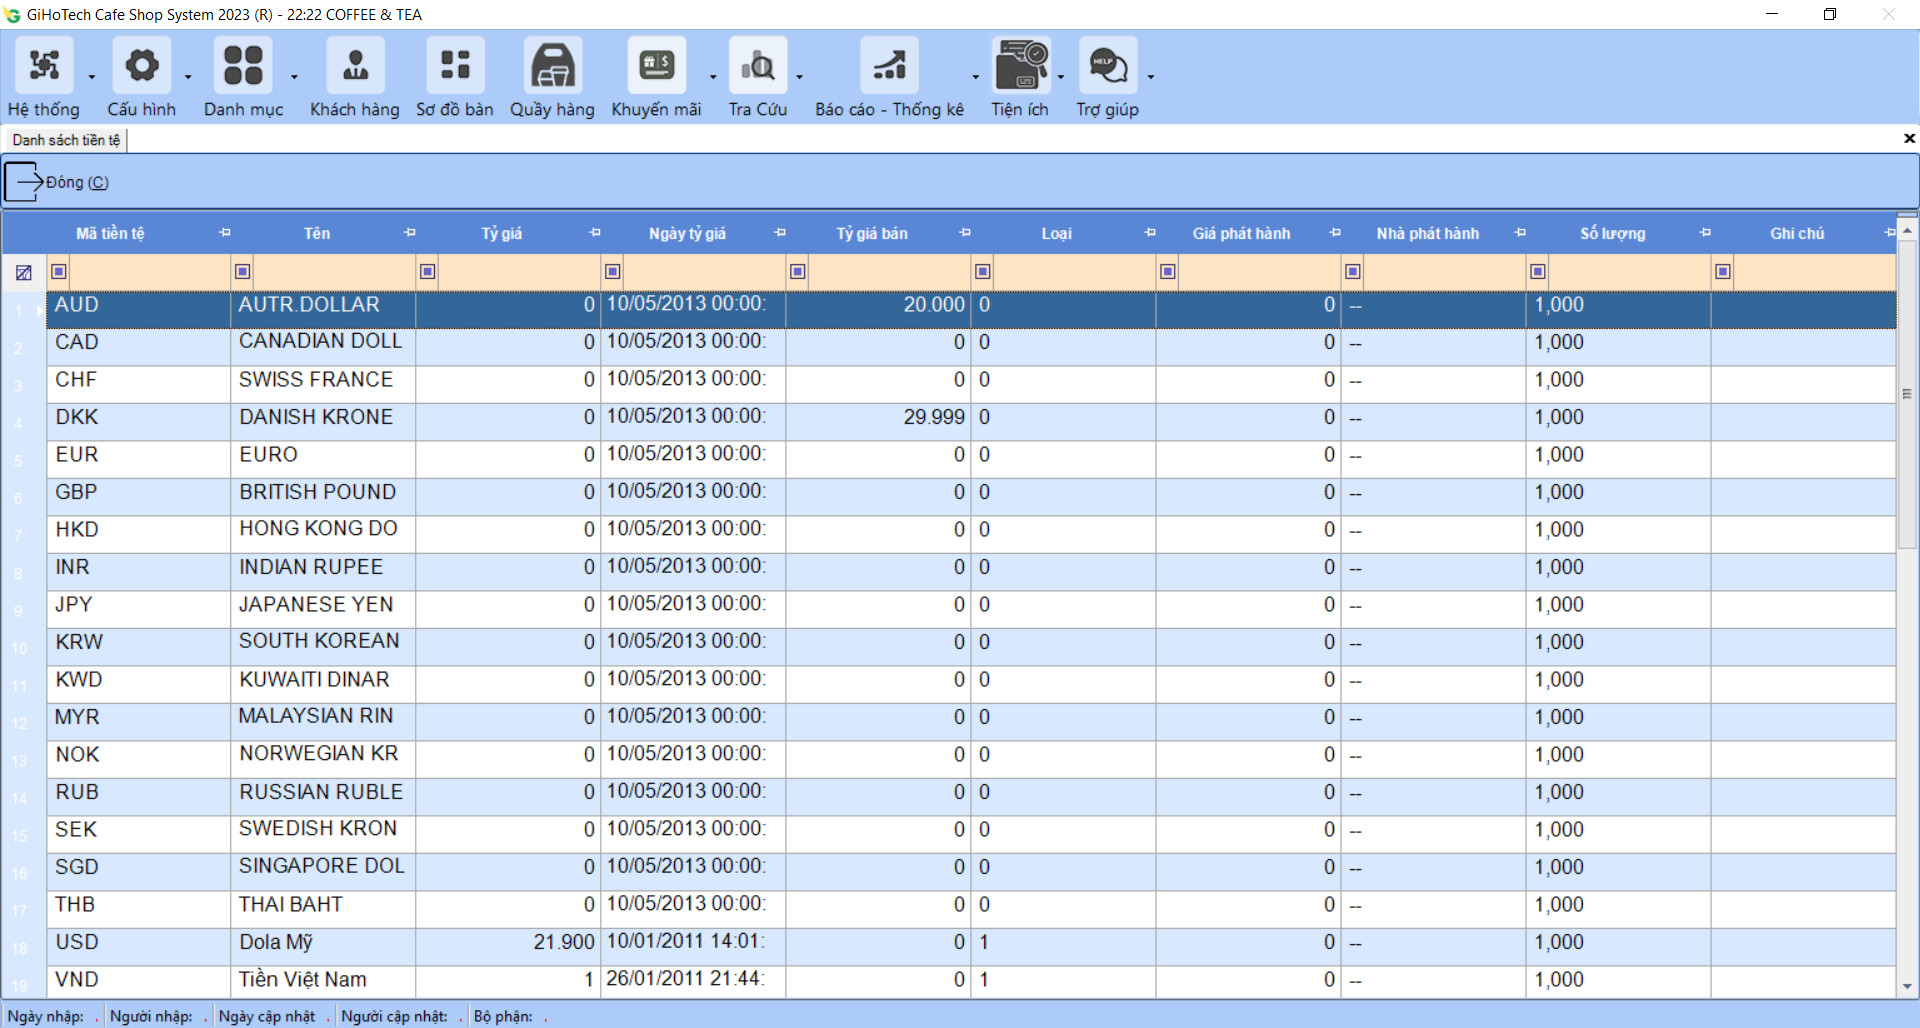 GiHoTech Cafe Shop System 2023 (R) - 22:22 COFFEE & TEA
Hệ thống Cấu hình Danh mục Khách hàng Sơ đồ bàn Quầy hàng Khuyến mãi Tra Cứu Báo cáo - Thống kê Tiện ích Trợ giúp
Danh sách tiền tệ
Đóng (C)
Mã tiền tệ Tên Tỷ giá Ngày tỷ giá Tỷ giá bán Loại Giá phát hành Nhà phát hành Số lượng Ghi chú
1 AUD AUTR.DOLLAR 0 10/05/2013 00:00: 20.000 0 0 -- 1,000
2 CAD CANADIAN DOLL 0 10/05/2013 00:00: 0 0 0 -- 1,000
3 CHF SWISS FRANCE 0 10/05/2013 00:00: 0 0 0 -- 1,000
4 DKK DANISH KRONE 0 10/05/2013 00:00: 29.999 0 0 -- 1,000
5 EUR EURO 0 10/05/2013 00:00: 0 0 0 -- 1,000
6 GBP BRITISH POUND 0 10/05/2013 00:00: 0 0 0 -- 1,000
7 HKD HONG KONG DO 0 10/05/2013 00:00: 0 0 0 -- 1,000
8 INR INDIAN RUPEE 0 10/05/2013 00:00: 0 0 0 -- 1,000
9 JPY JAPANESE YEN 0 10/05/2013 00:00: 0 0 0 -- 1,000
10 KRW SOUTH KOREAN 0 10/05/2013 00:00: 0 0 0 -- 1,000
11 KWD KUWAITI DINAR 0 10/05/2013 00:00: 0 0 0 -- 1,000
12 MYR MALAYSIAN RIN 0 10/05/2013 00:00: 0 0 0 -- 1,000
13 NOK NORWEGIAN KR 0 10/05/2013 00:00: 0 0 0 -- 1,000
14 RUB RUSSIAN RUBLE 0 10/05/2013 00:00: 0 0 0 -- 1,000
15 SEK SWEDISH KRON 0 10/05/2013 00:00: 0 0 0 -- 1,000
16 SGD SINGAPORE DOL 0 10/05/2013 00:00: 0 0 0 -- 1,000
17 THB THAI BAHT 0 10/05/2013 00:00: 0 0 0 -- 1,000
18 USD Dola Mỹ 21.900 10/01/2011 14:01: 0 1 0 -- 1,000
19 VND Tiền Việt Nam 1 26/01/2011 21:44: 0 1 0 -- 1,000
Ngày nhập: . Người nhập: . Ngày cập nhật . Người cập nhật: . Bộ phận: .